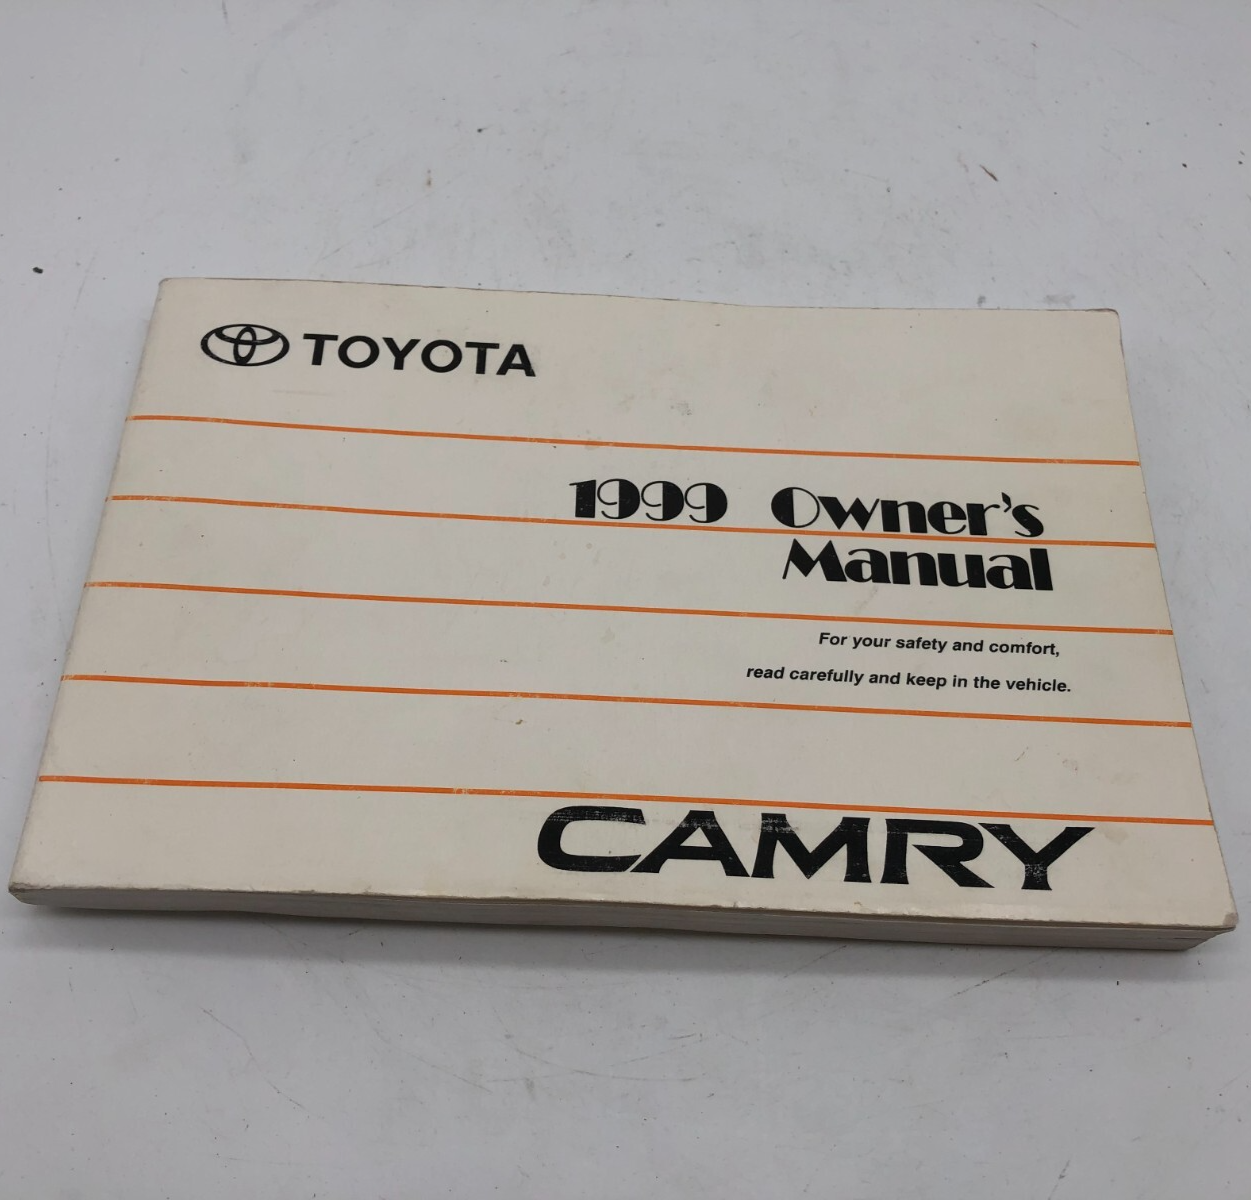 TOYOTA
1999 Owner's
Manual
For your safety and comfort,
read carefully and keep in the vehicle.
CAMRY